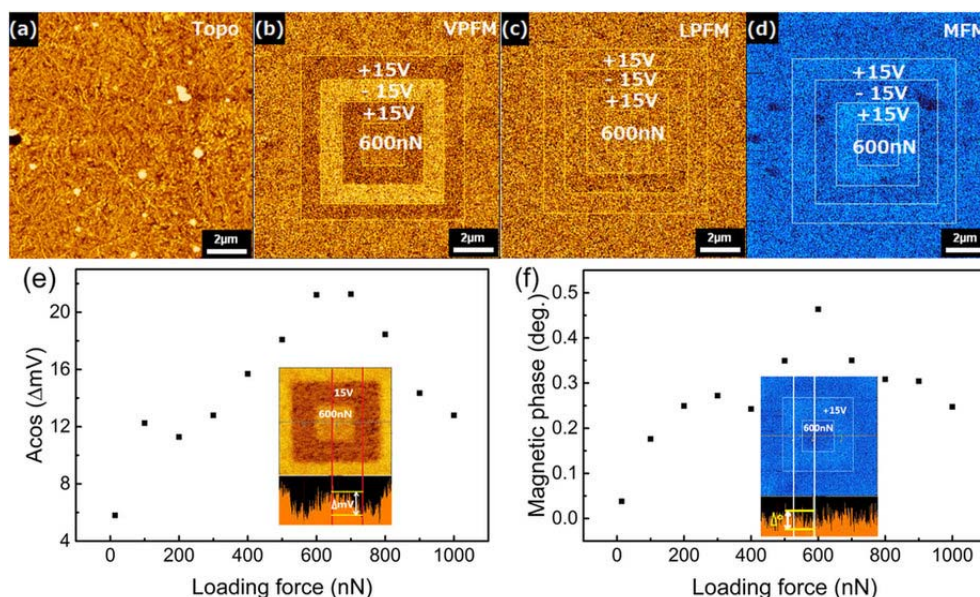 (a) Topo
2μm
(b) VPFM
+15V
- 15V
+15V
600nN
2μm
(c) LPFM
+15V
- 15V
+15V
600nN
2μm
(d) MFM
+15V
- 15V
+15V
600nN
2μm
(e)
Acos (ΔmV)
20
16
12
8
4
15V
600nN
ΔmV
0 200 400 600 800 1000
Loading force (nN)
(f)
Magnetic phase (deg.)
0.5
0.4
0.3
0.2
0.1
0.0
+15V
600nN
Δ°
0 200 400 600 800 1000
Loading force (nN)